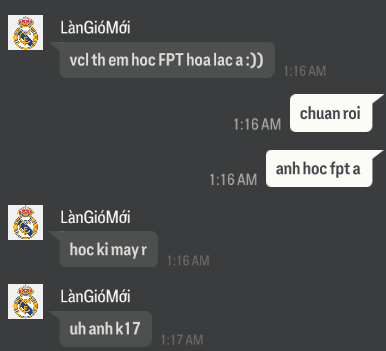 LànGióMới
vcl th em hoc FPT hoa lac a :))
1:16 AM
chuan roi
1:16 AM
anh hoc fpt a
1:16 AM
LànGióMới
hoc ki may r
1:16 AM
LànGióMới
uh anh k17
1:17 AM